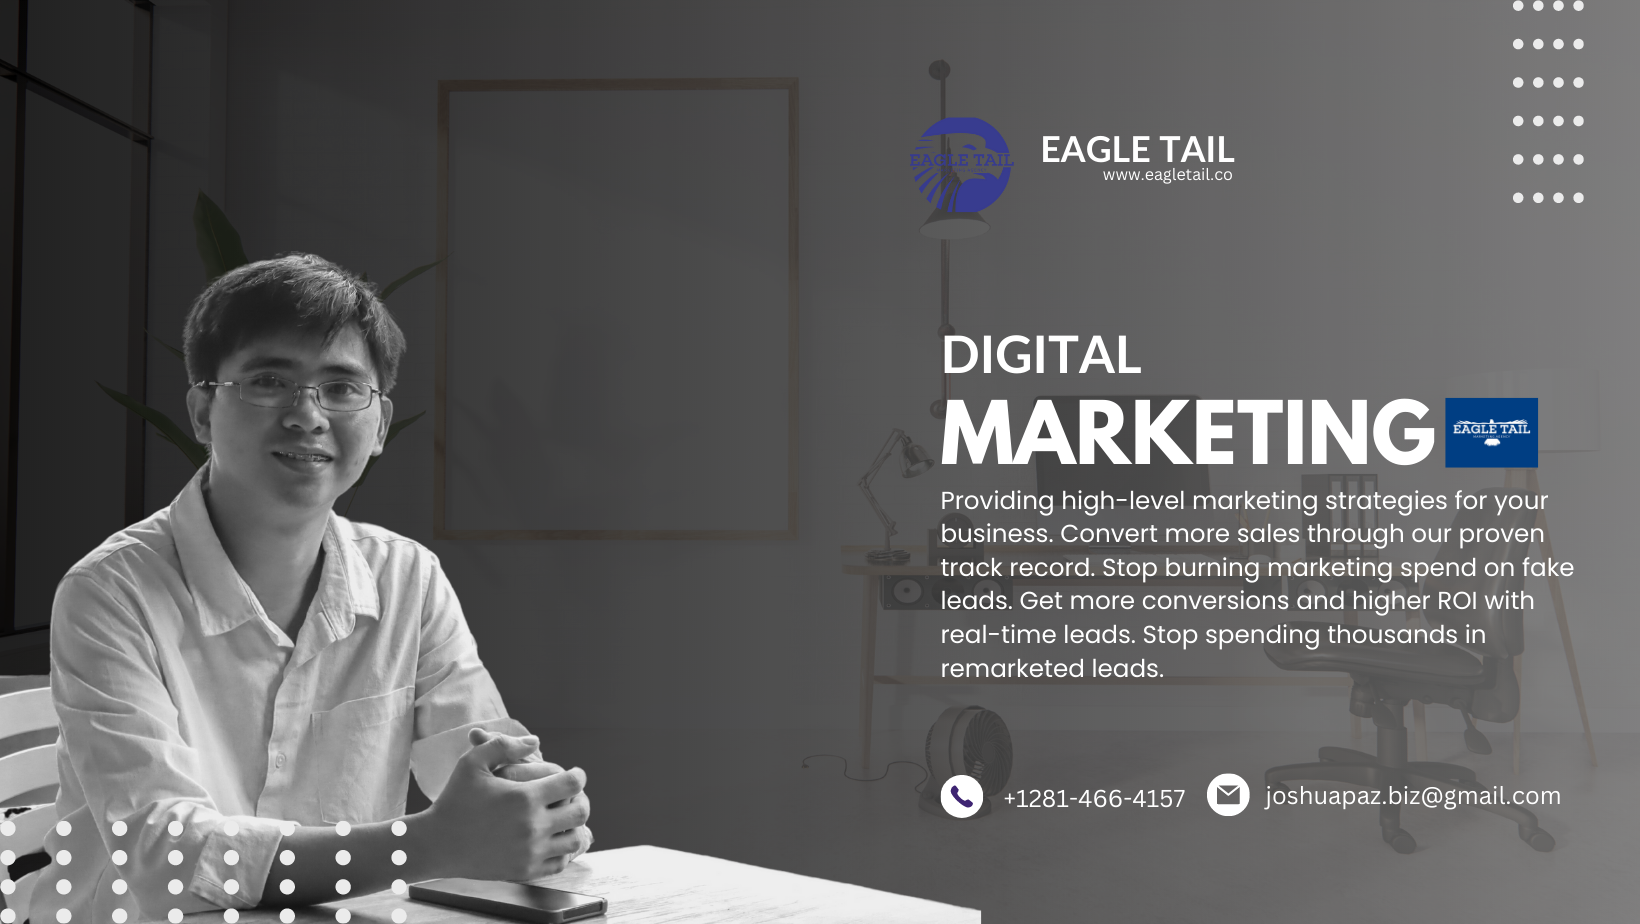 EAGLE TAIL
EAGLE TAIL
www.eagletail.co
DIGITAL
MARKETING
EAGLE TAIL
MARKETING AGENCY
Providing high-level marketing strategies for your
business. Convert more sales through our proven
track record. Stop burning marketing spend on fake
leads. Get more conversions and higher ROI with
real-time leads. Stop spending thousands in
remarketed leads.
+1281-466-4157
joshuapaz.biz@gmail.com